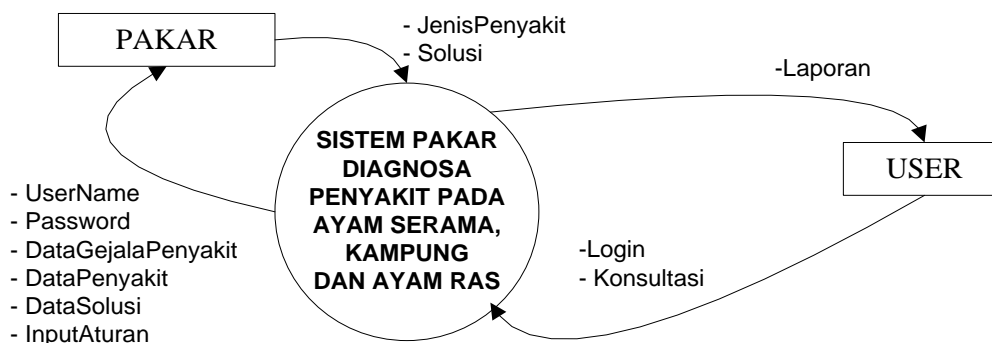 PAKAR
- JenisPenyakit
- Solusi
-Laporan
SISTEM PAKAR
DIAGNOSA
PENYAKIT PADA
AYAM SERAMA,
KAMPUNG
DAN AYAM RAS
USER
- UserName
- Password
- DataGejalaPenyakit
- DataPenyakit
- DataSolusi
- InputAturan
-Login
- Konsultasi